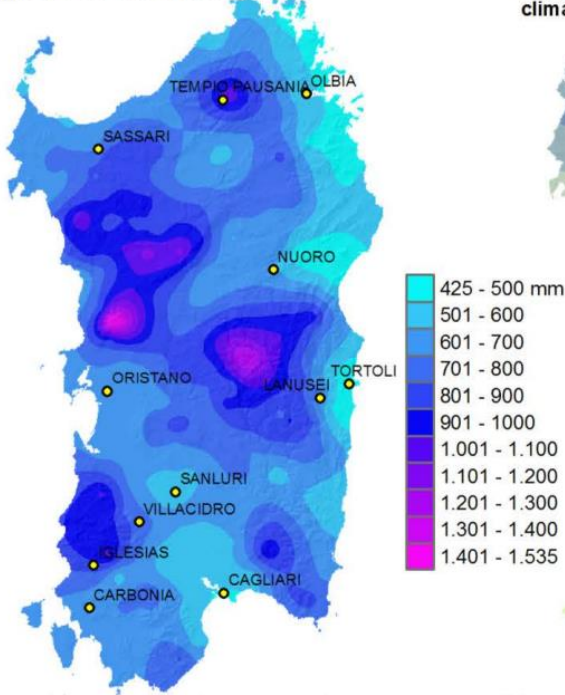 clima
TEMPIO PAUSANIA
OLBIA
SASSARI
NUORO
ORISTANO
LANUSEI
TORTOLI
SANLURI
VILLACIDRO
IGLESIAS
CARBONIA
CAGLIARI
425 - 500 mm
501 - 600
601 - 700
701 - 800
801 - 900
901 - 1000
1.001 - 1.100
1.101 - 1.200
1.201 - 1.300
1.301 - 1.400
1.401 - 1.535